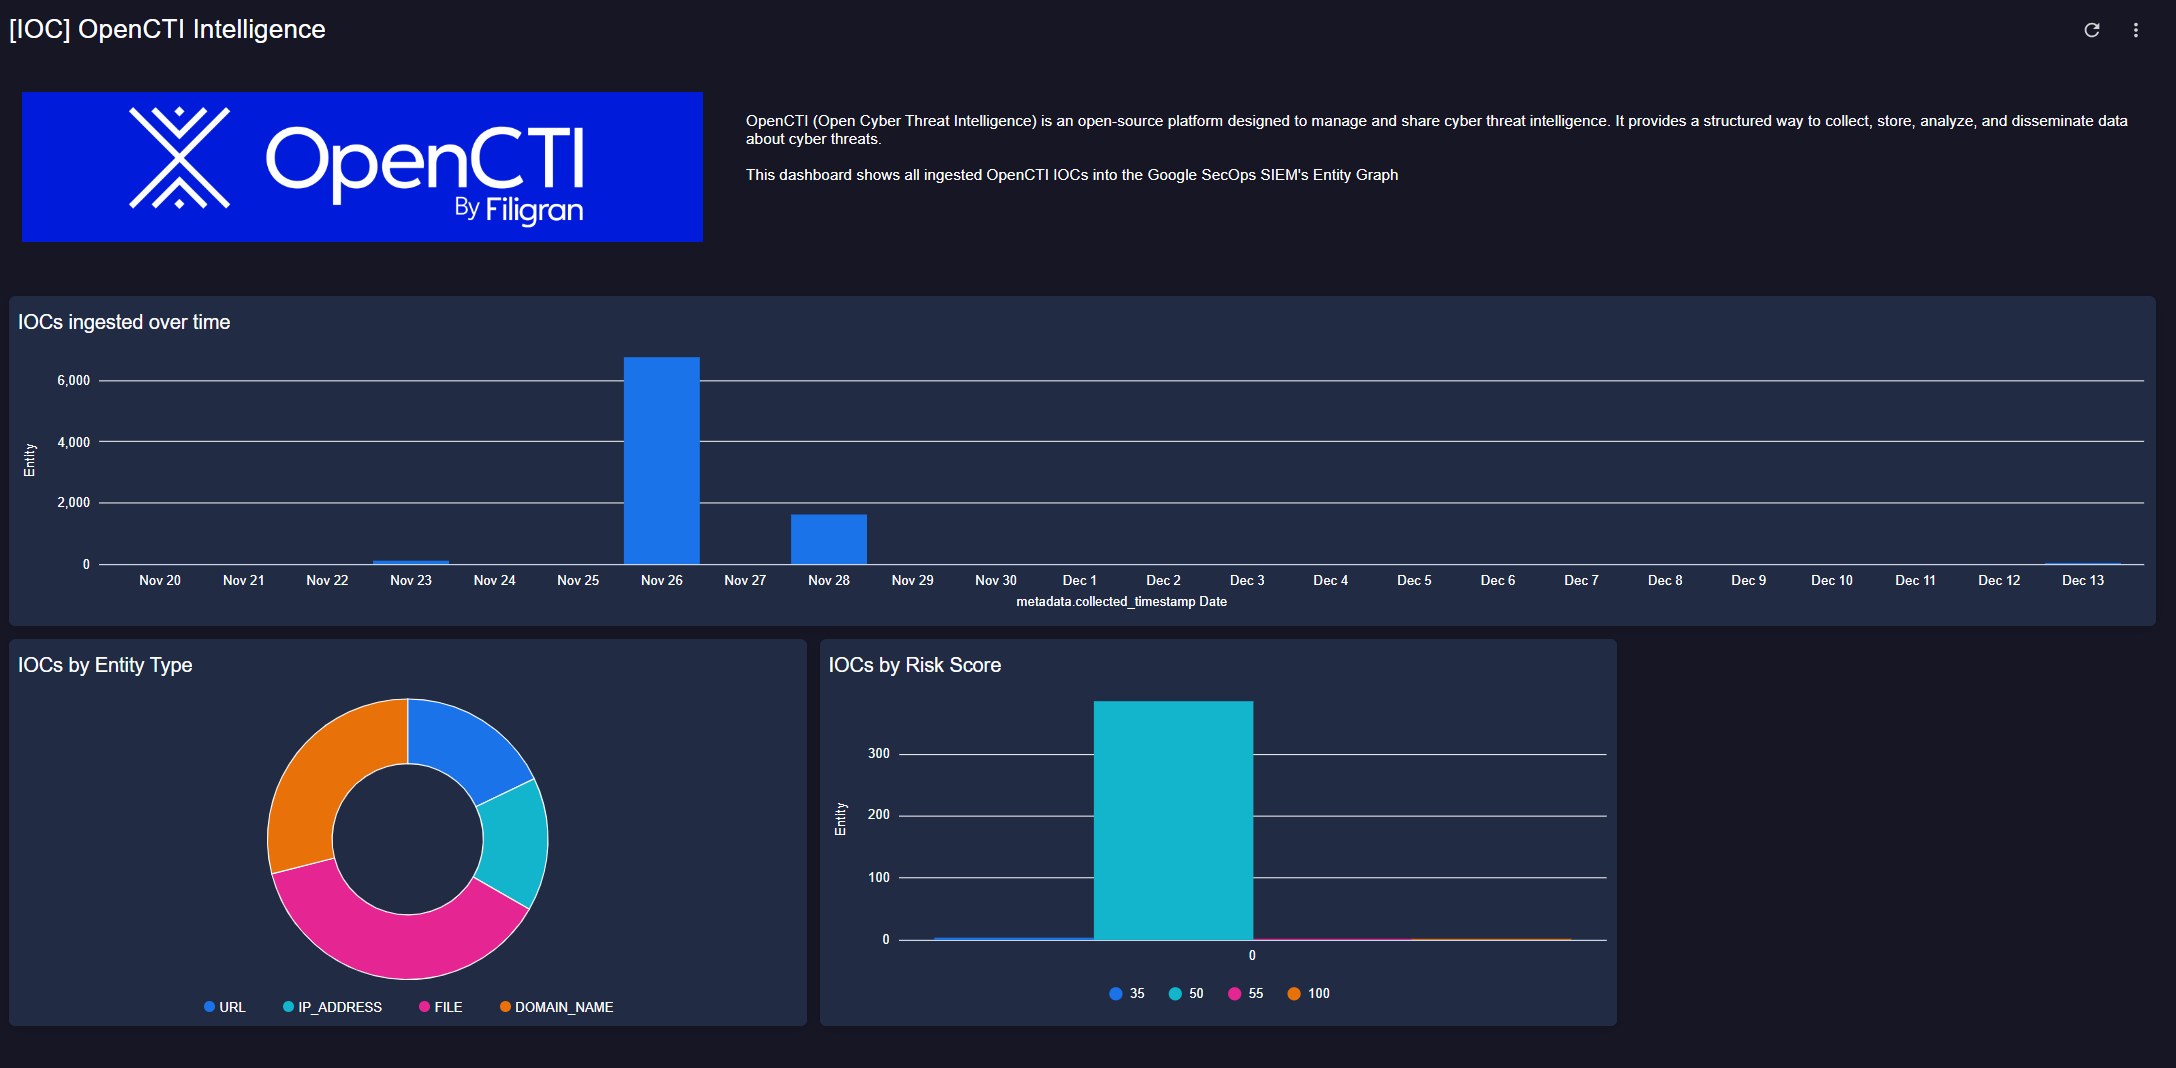 [IOC] OpenCTI Intelligence
OpenCTI
By Filigran
OpenCTI (Open Cyber Threat Intelligence) is an open-source platform designed to manage and share cyber threat intelligence. It provides a structured way to collect, store, analyze, and disseminate data
about cyber threats.
This dashboard shows all ingested OpenCTI IOCs into the Google SecOps SIEM's Entity Graph
IOCs ingested over time
6,000
4,000
2,000
0
Entity
Nov 20 Nov 21 Nov 22 Nov 23 Nov 24 Nov 25 Nov 26 Nov 27 Nov 28 Nov 29 Nov 30 Dec 1 Dec 2 Dec 3 Dec 4 Dec 5 Dec 6 Dec 7 Dec 8 Dec 9 Dec 10 Dec 11 Dec 12 Dec 13
metadata.collected_timestamp Date
IOCs by Entity Type
URL IP_ADDRESS FILE DOMAIN_NAME
IOCs by Risk Score
300
200
100
0
Entity
0
35 50 55 100